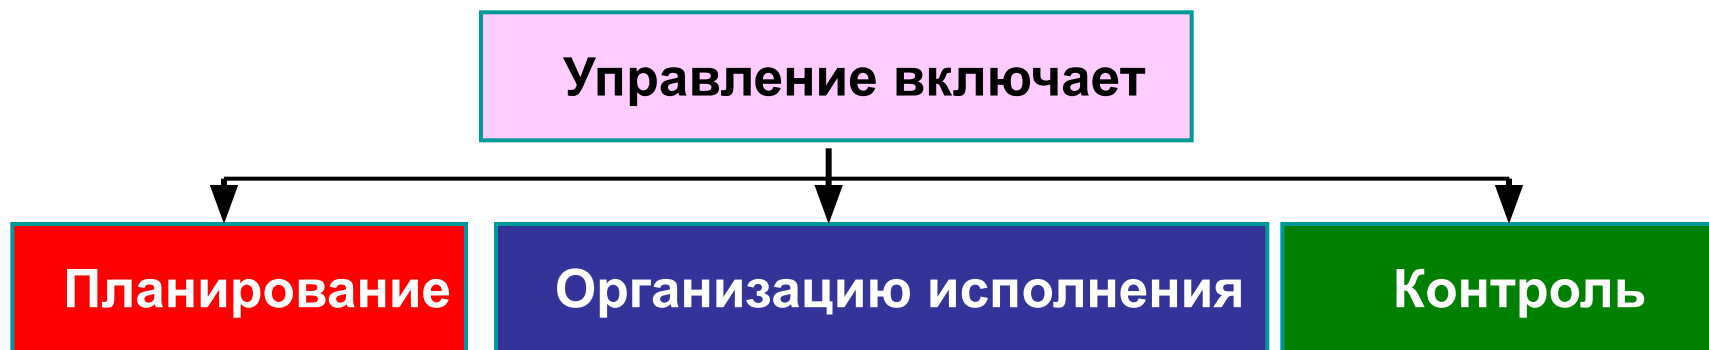 Управление включает
Планирование
Организацию исполнения
Контроль